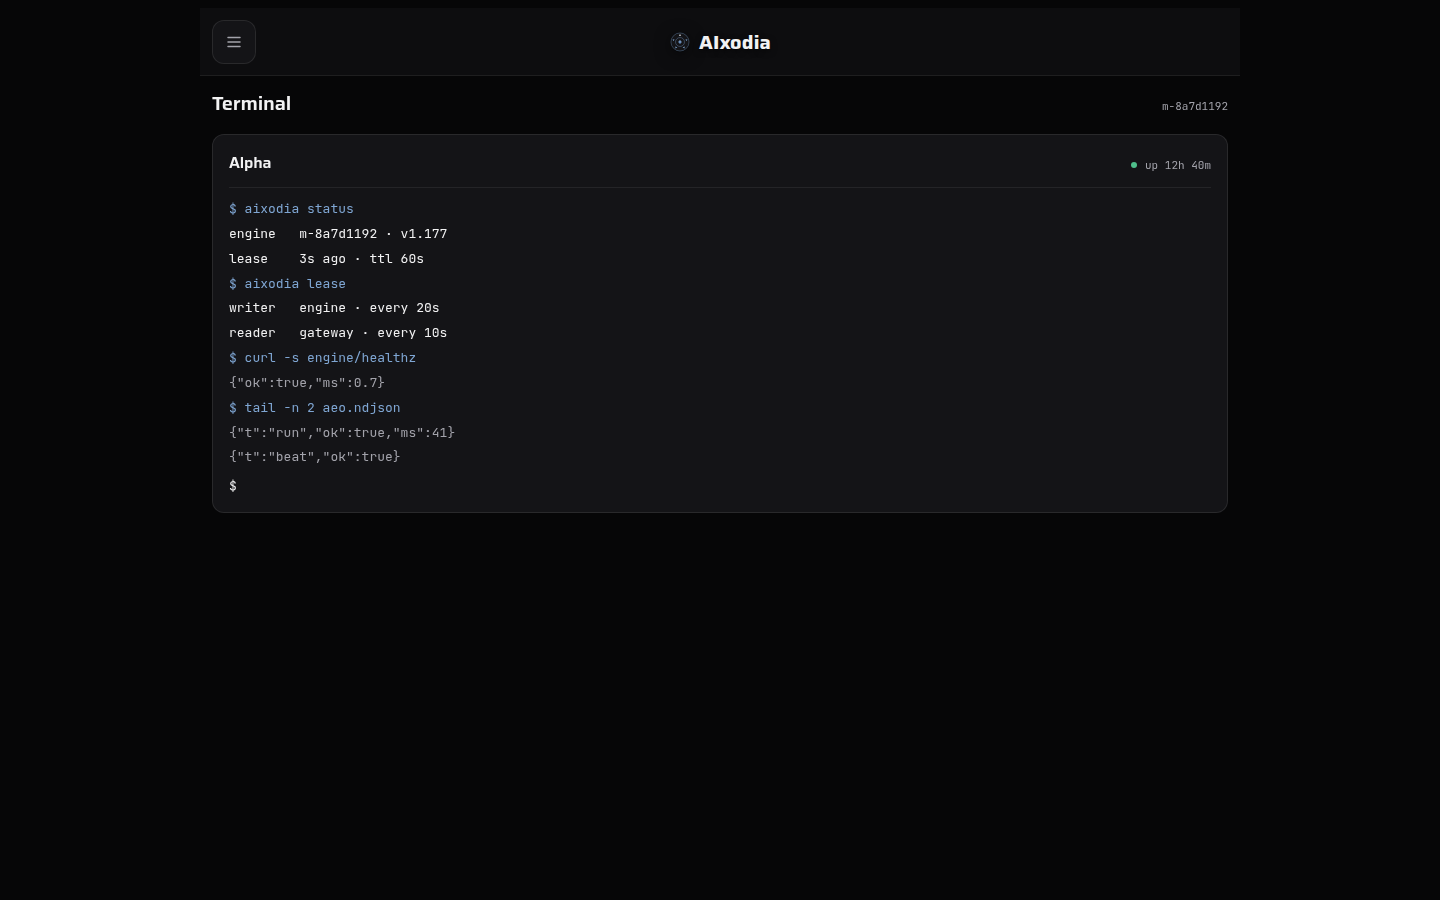 AIxodia
Terminal
m-8a7d1192
Alpha
up 12h 40m
$ aixodia status
engine   m-8a7d1192 · v1.177
lease    3s ago · ttl 60s
$ aixodia lease
writer   engine · every 20s
reader   gateway · every 10s
$ curl -s engine/healthz
{"ok":true,"ms":0.7}
$ tail -n 2 aeo.ndjson
{"t":"run","ok":true,"ms":41}
{"t":"beat","ok":true}
$